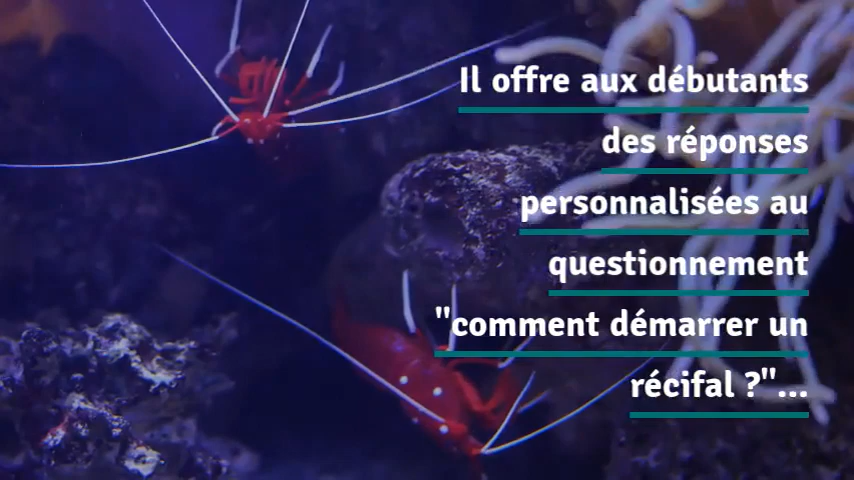 Il offre aux débutants
des réponses
personnalisées au
questionnement
"comment démarrer un
récifal ?"...